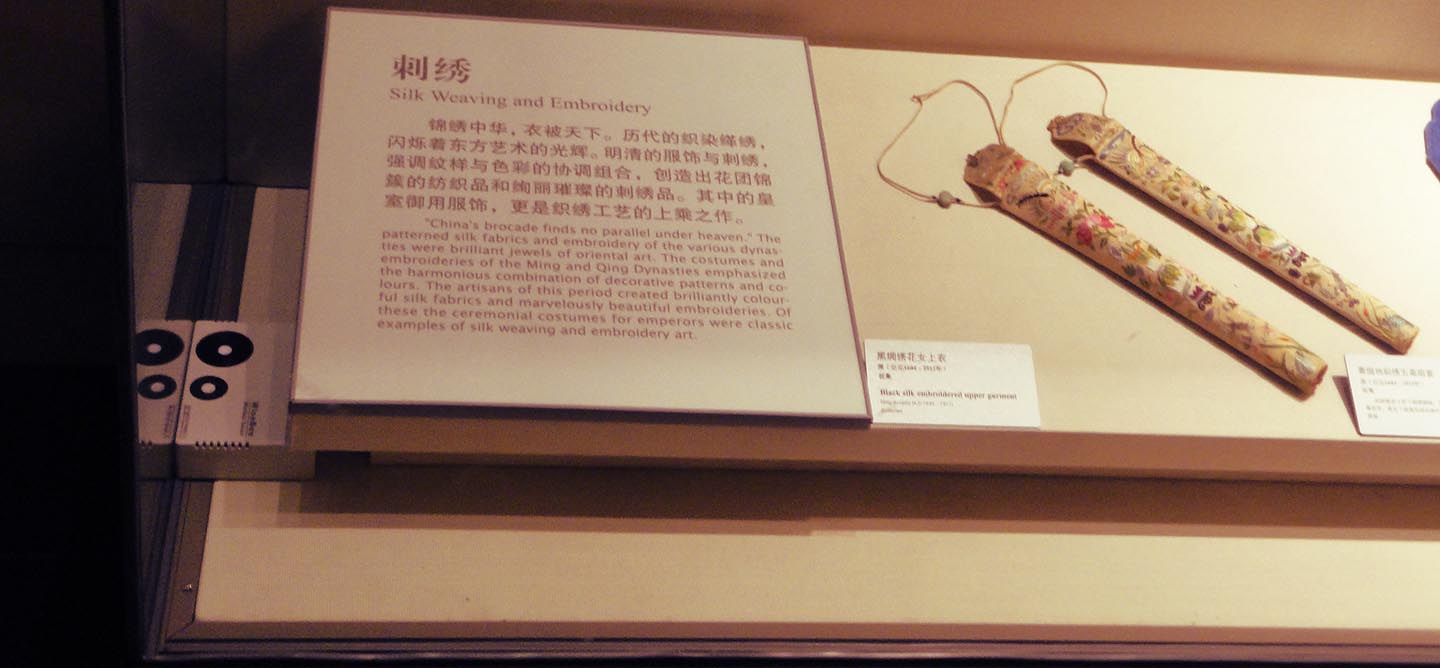 刺绣
Silk Weaving and Embroidery
锦绣中华，衣被天下。历代的织染缂绣，
闪烁着东方艺术的光辉。明清的服饰与刺绣，
强调纹样与色彩的协调组合，创造出花团锦
簇的纺织品和绚丽璀璨的刺绣品。其中的皇
室御用服饰，更是织绣工艺的上乘之作。
"China's brocade finds no parallel under heaven." The
patterned silk fabrics and embroidery of the various dynas-
ties were brilliant jewels of oriental art. The costumes and
embroideries of the Ming and Qing Dynasties emphasized
the harmonious combination of decorative patterns and co-
lours. The artisans of this period created brilliantly colour-
ful silk fabrics and marvelously beautiful embroideries. Of
these the ceremonial costumes for emperors were classic
examples of silk weaving and embroidery art.
黑绸绣花女上衣
Black silk embroidered upper garment